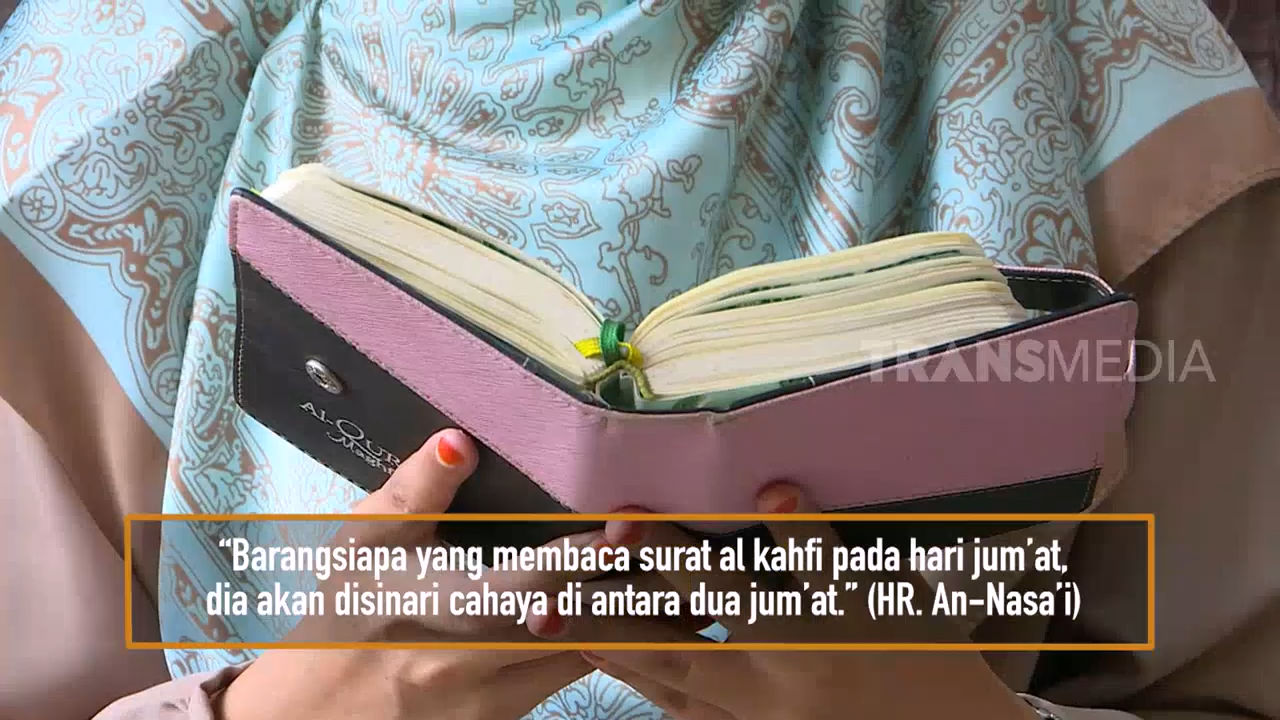 TRANSMEDIA
AL-QUR
“Barangsiapa yang membaca surat al kahfi pada hari jum’at,
dia akan disinari cahaya di antara dua jum’at.” (HR. An-Nasa’i)